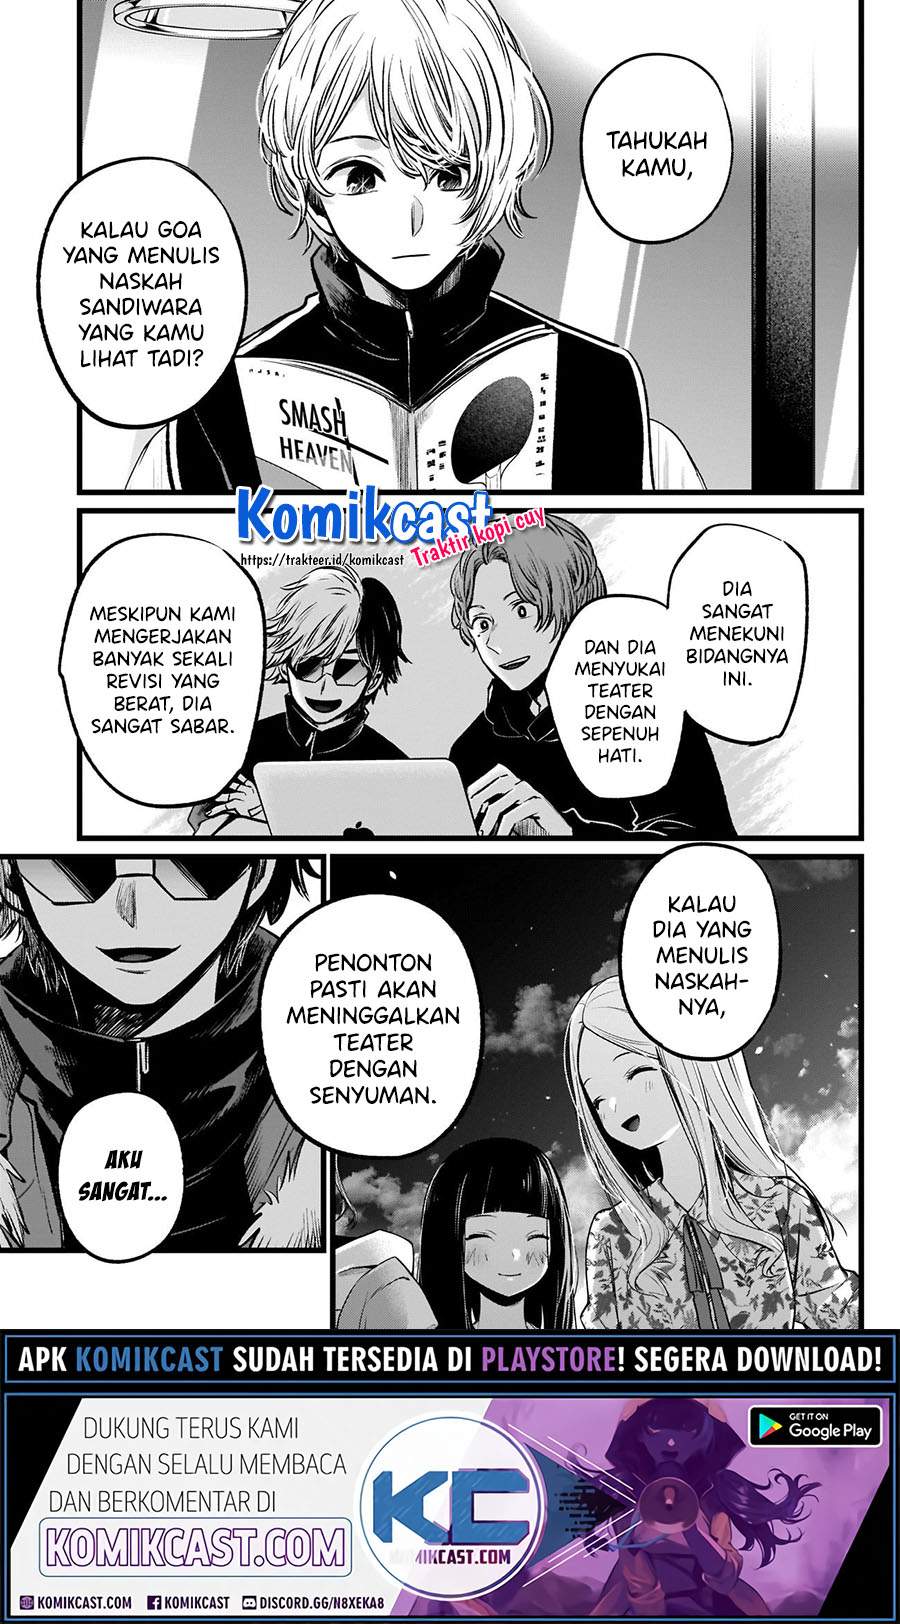 TAHUKAH
KAMU,
KALAU GOA
YANG MENULIS
NASKAH
SANDIWARA
YANG KAMU
LIHAT TADI?
SMASH
HEAVEN
Komikcast
Traktir kopi cuy
https://trakteer.id/komikcast
DIA
SANGAT
MENEKUNI
BIDANGNYA
INI.
DAN DIA
MENYUKAI
TEATER
DENGAN
SEPENUH
HATI.
MESKIPUN KAMI
MENGERJAKAN
BANYAK SEKALI
REVISI YANG
BERAT, DIA
SANGAT SABAR.
KALAU
DIA YANG
MENULIS
NASKAH-
NYA,
PENONTON
PASTI AKAN
MENINGGALKAN
TEATER
DENGAN
SENYUMAN.
AKU
SANGAT...
APK KOMIKCAST SUDAH TERSEDIA DI PLAYSTORE! SEGERA DOWNLOAD!
DUKUNG TERUS KAMI
DENGAN SELALU MEMBACA
DAN BERKOMENTAR DI
KOMIKCAST.COM
KC
KOMIKCAST.COM
GET IT ON
Google Play
KOMIKCAST.COM KOMIKCAST DISCORD.GG/N8XEKA8